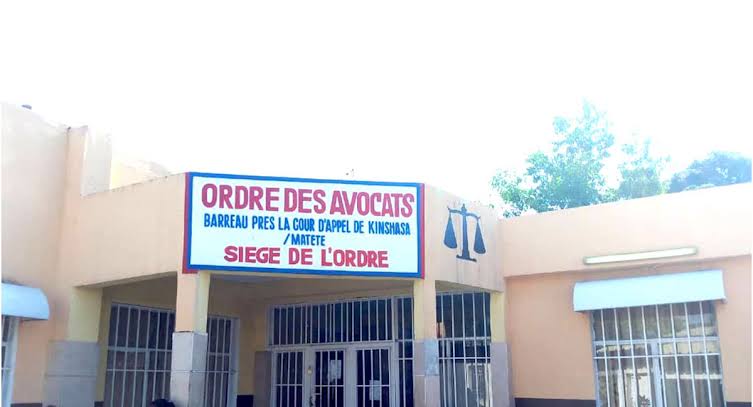 ORDRE DES AVOCATS
BARREAU PRES LA COUR D'APPEL DE KINSHASA
/MATETE
SIEGE DE L'ORDRE